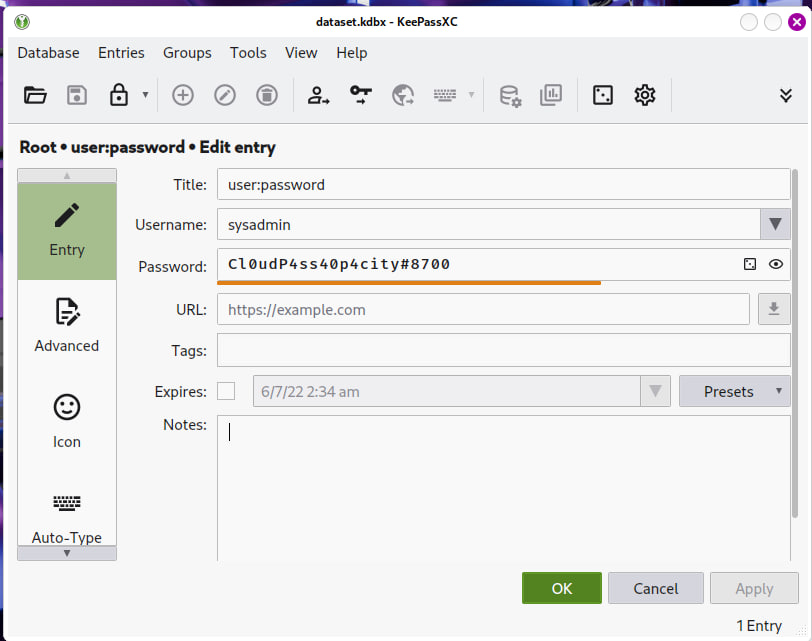 dataset.kdbx - KeePassXC
Database Entries Groups Tools View Help
Root • user:password • Edit entry
Title: user:password
Entry
Username: sysadmin
Password: Cl0udP4ss40p4city#8700
URL: https://example.com
Advanced
Tags:
Expires: 6/7/22 2:34 am Presets
Notes:
Icon
Auto-Type
OK Cancel Apply
1 Entry